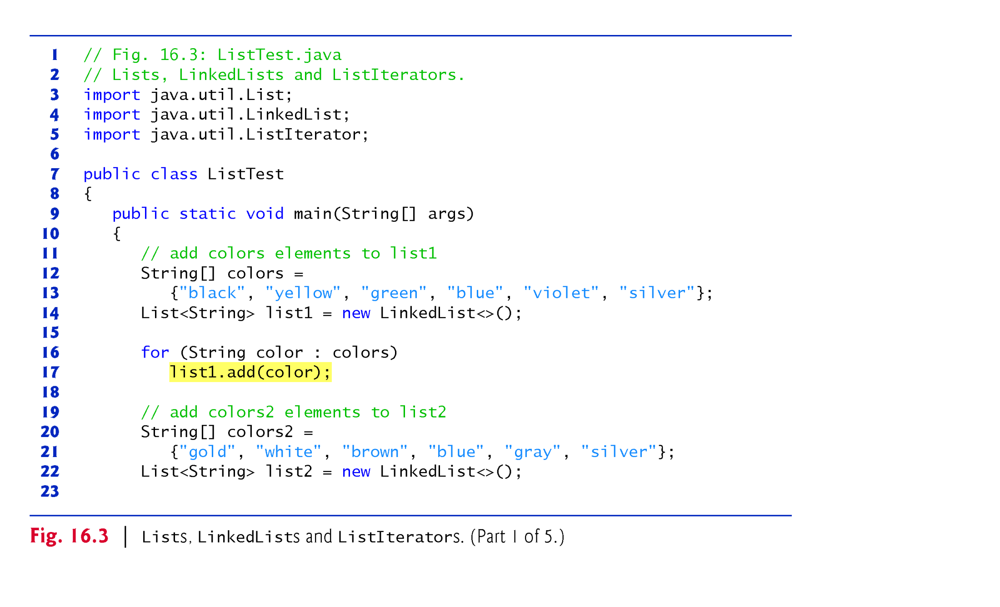 1 // Fig. 16.3: ListTest.java
2 // Lists, LinkedLists and ListIterators.
3 import java.util.List;
4 import java.util.LinkedList;
5 import java.util.ListIterator;
6
7 public class ListTest
8 {
9    public static void main(String[] args)
10    {
11       // add colors elements to list1
12       String[] colors =
13          {"black", "yellow", "green", "blue", "violet", "silver"};
14       List<String> list1 = new LinkedList<>();
15
16       for (String color : colors)
17          list1.add(color);
18
19       // add colors2 elements to list2
20       String[] colors2 =
21          {"gold", "white", "brown", "blue", "gray", "silver"};
22       List<String> list2 = new LinkedList<>();
23
Fig. 16.3 | Lists, LinkedLists and ListIterators. (Part 1 of 5.)